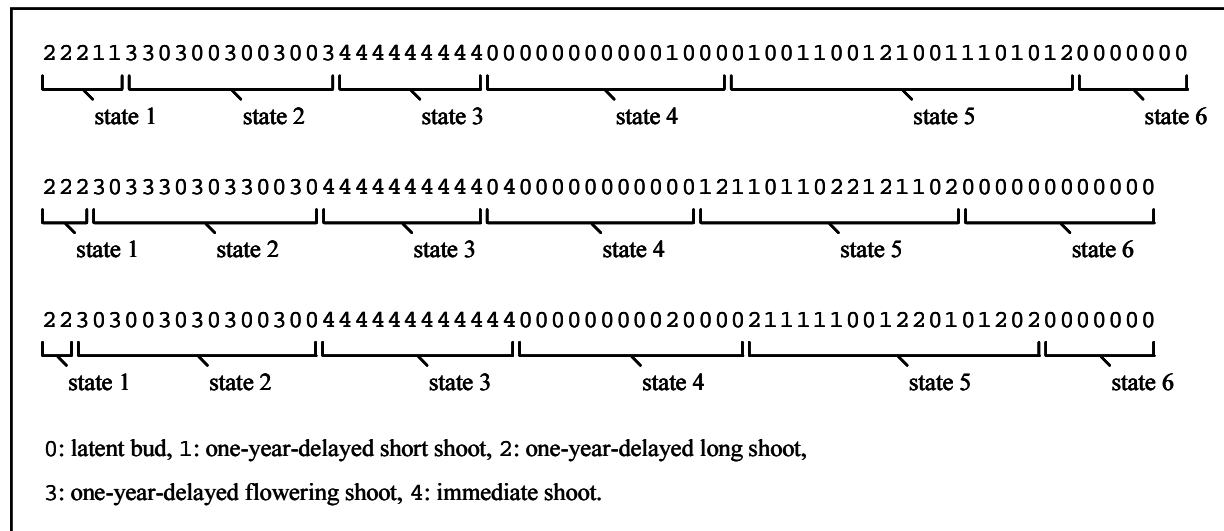 2221133030030030034444444440000000000010000100110012100111010120000000
state 1 state 2 state 3 state 4 state 5 state 6
22230333030330030444444444404000000000001211011022121102000000000000
state 1 state 2 state 3 state 4 state 5 state 6
22303003030300300444444444444000000000200002111110012201012020000000
state 1 state 2 state 3 state 4 state 5 state 6
0: latent bud, 1: one-year-delayed short shoot, 2: one-year-delayed long shoot,
3: one-year-delayed flowering shoot, 4: immediate shoot.